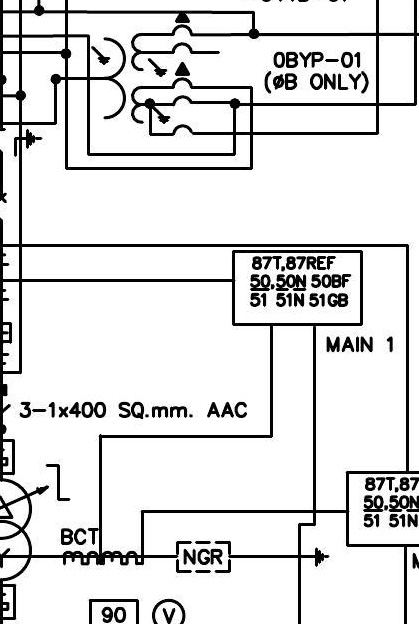 0BYP-01
(ØB ONLY)
87T,87REF
50,50N 50BF
51 51N 51GB
MAIN 1
3-1x400 SQ.mm. AAC
87T,87
50,50N
51 51N
BCT
NGR
90
V